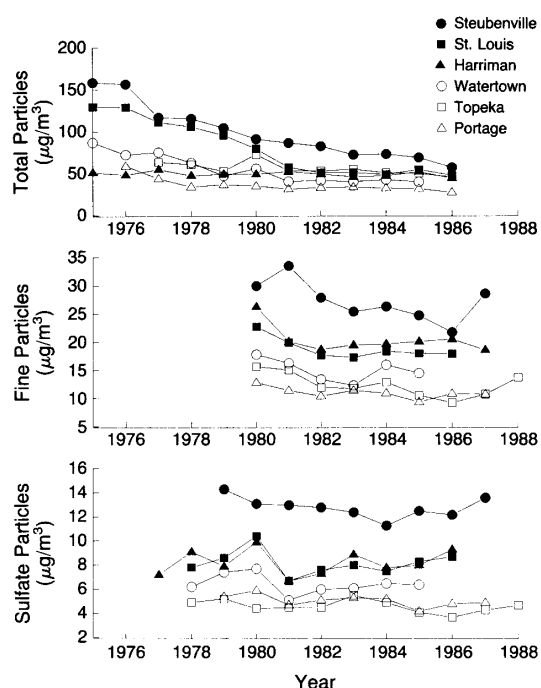 Steubenville
St. Louis
Harriman
Watertown
Topeka
Portage
Total Particles
(μg/m³)
200
150
100
50
0
1976 1978 1980 1982 1984 1986 1988
Fine Particles
(μg/m³)
35
30
25
20
15
10
5
1976 1978 1980 1982 1984 1986 1988
Sulfate Particles
(μg/m³)
16
14
12
10
8
6
4
2
1976 1978 1980 1982 1984 1986 1988
Year